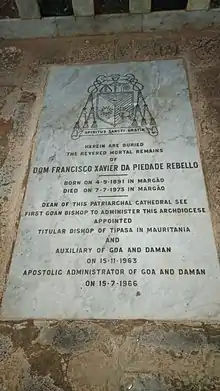 SPIRITUS SANCTI GRATIA
HEREIN ARE BURIED
THE REVERED MORTAL REMAINS
OF
DOM FRANCISCO XAVIER DA PIEDADE REBELLO
BORN ON 4-9-1891 IN MARGÃO
DIED ON 7-7-1975 IN MARGÃO
DEAN OF THIS PATRIARCHAL CATHEDRAL SEE
FIRST GOAN BISHOP TO ADMINISTER THIS ARCHDIOCESE
APPOINTED
TITULAR BISHOP OF TIPASA IN MAURITANIA
AND
AUXILIARY OF GOA AND DAMAN
ON 15-11-1963
APOSTOLIC ADMINISTRATOR OF GOA AND DAMAN
ON 15-7-1966